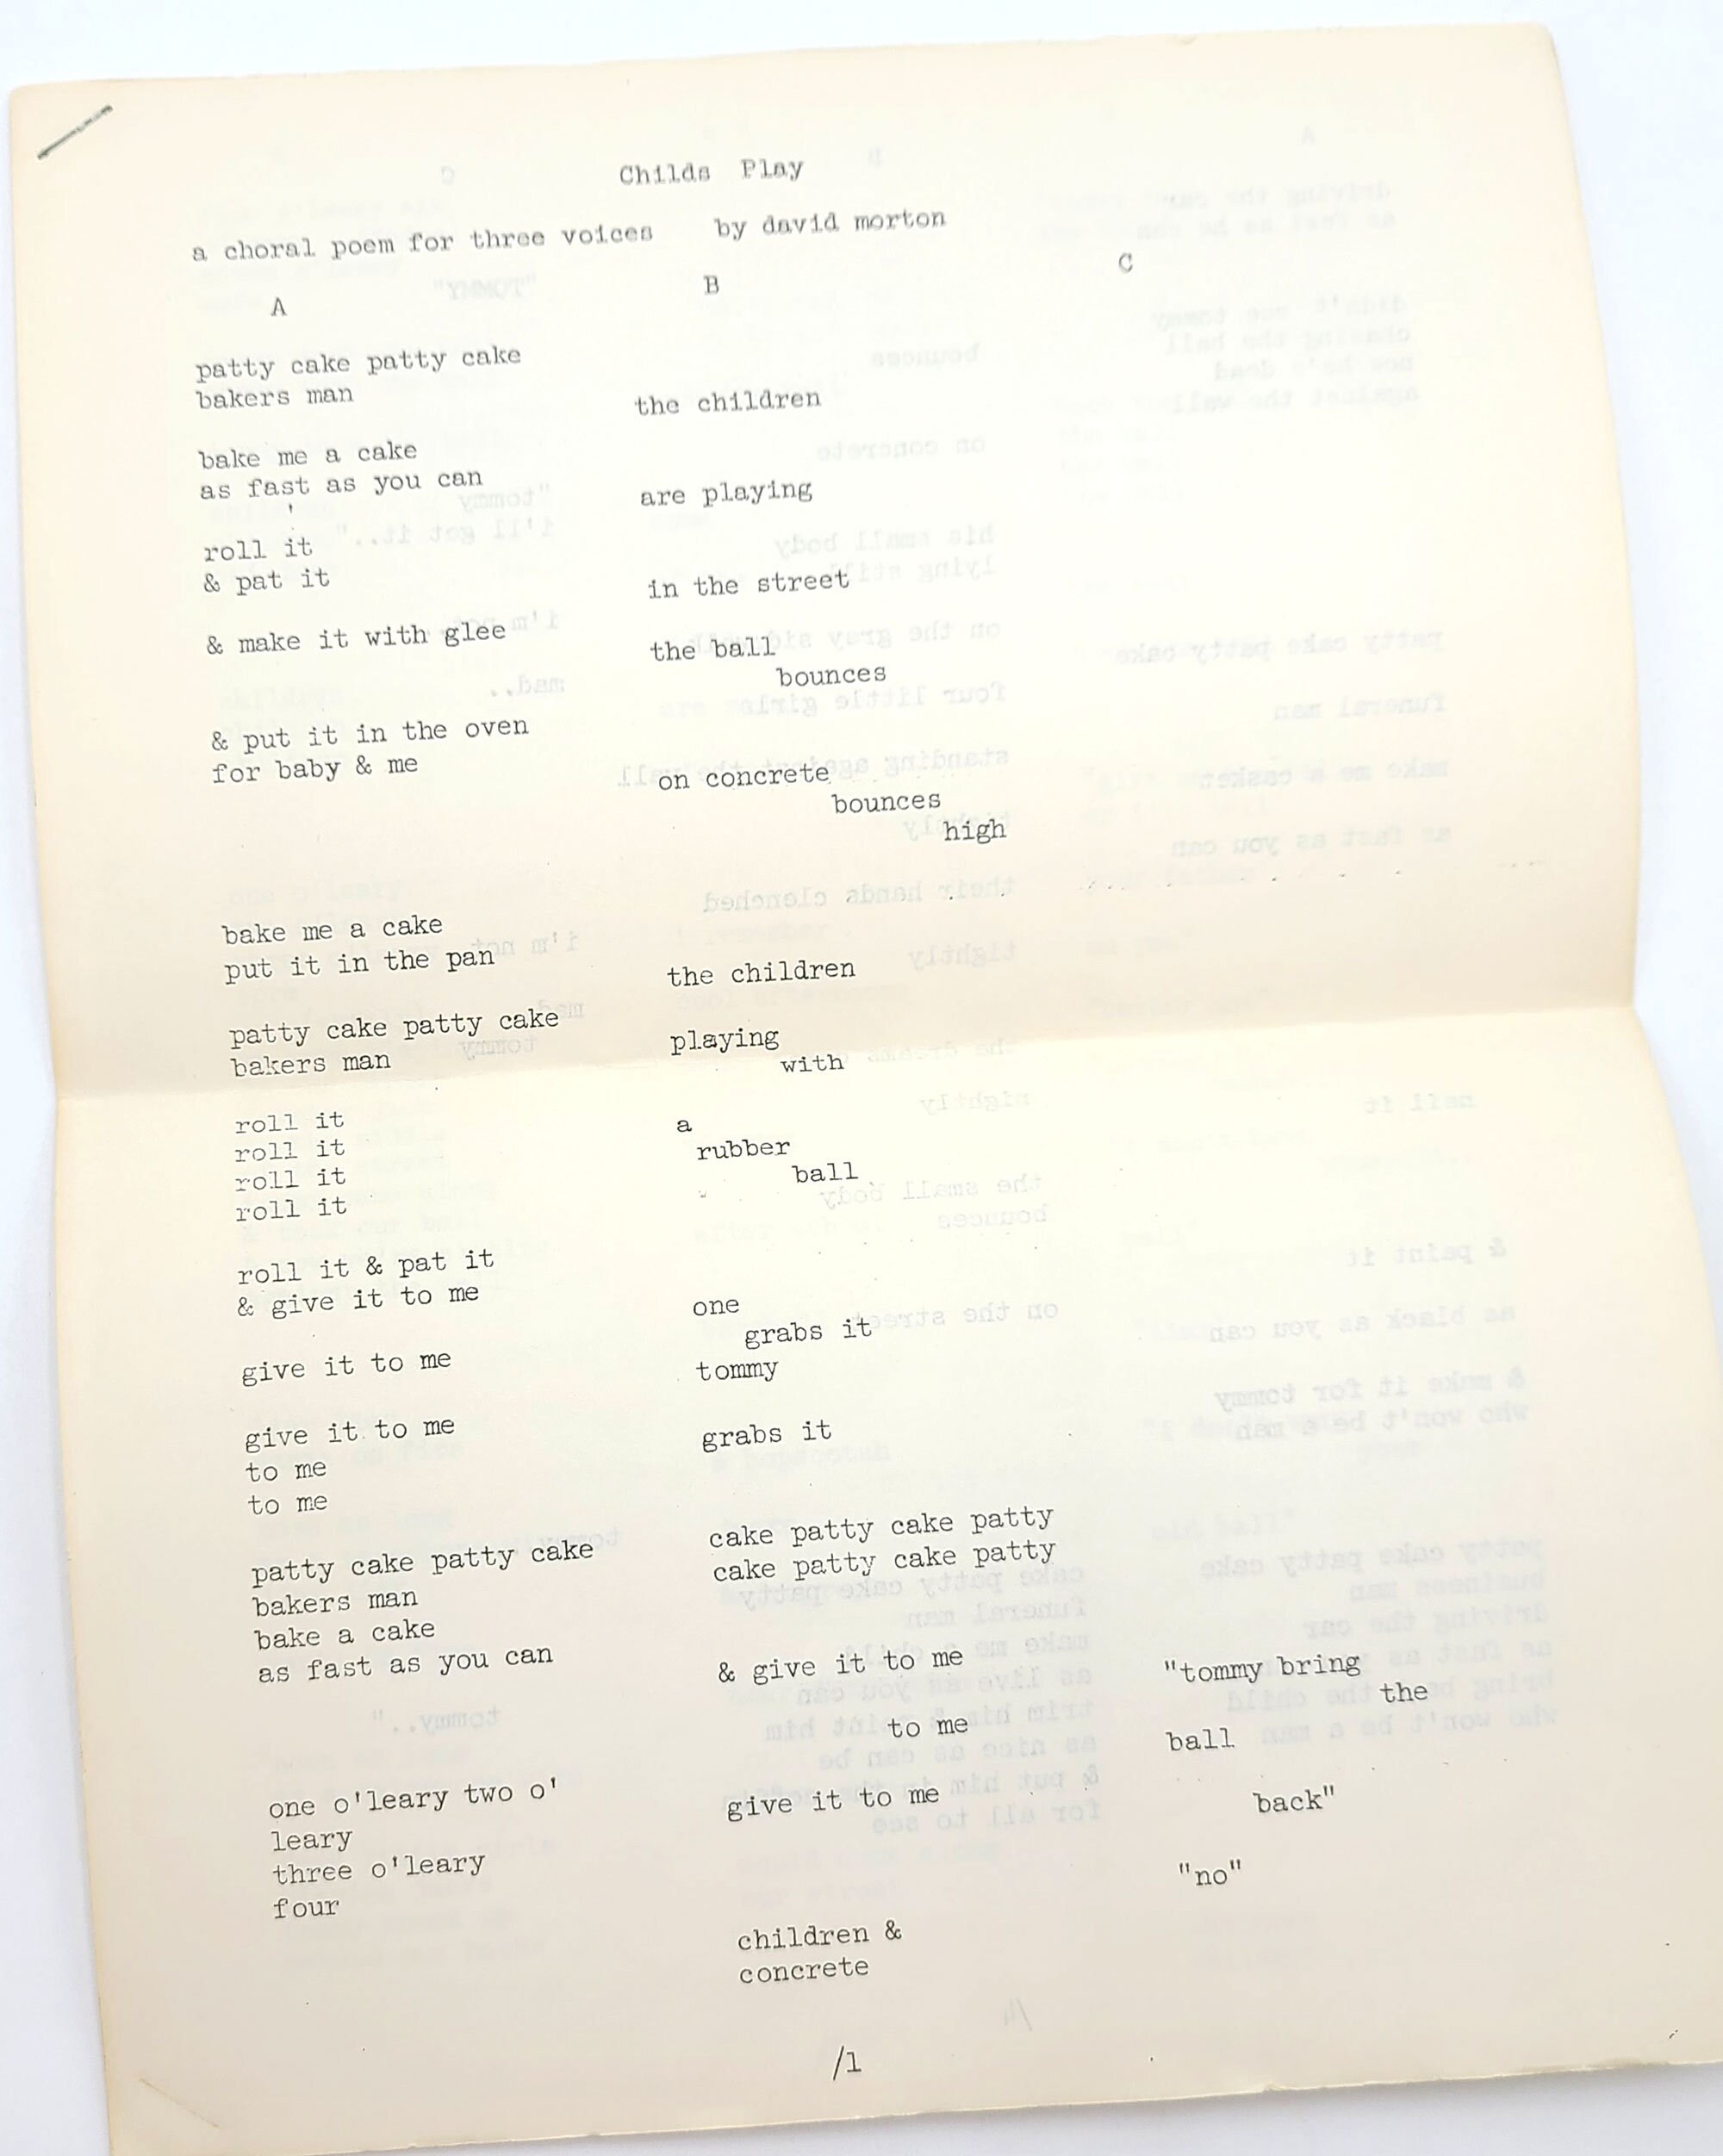 Childs Play
a choral poem for three voices by david morton
A
patty cake patty cake
bakers man
bake me a cake
as fast as you can
roll it
& pat it
& make it with glee
& put it in the oven
for baby & me
bake me a cake
put it in the pan
patty cake patty cake
bakers man
roll it
roll it
roll it
roll it
roll it & pat it
& give it to me
give it to me
give it to me
to me
to me
patty cake patty cake
bakers man
bake a cake
as fast as you can
one o'leary two o'
leary
three o'leary
four
B
the children
are playing
in the street
the ball
bounces
on concrete
bounces
high
the children
playing
with
a
rubber
ball
one
grabs it
tommy
grabs it
cake patty cake patty
cake patty cake patty
& give it to me
to me
give it to me
children &
concrete
C
"tommy bring
the
ball
back"
"no"
/1